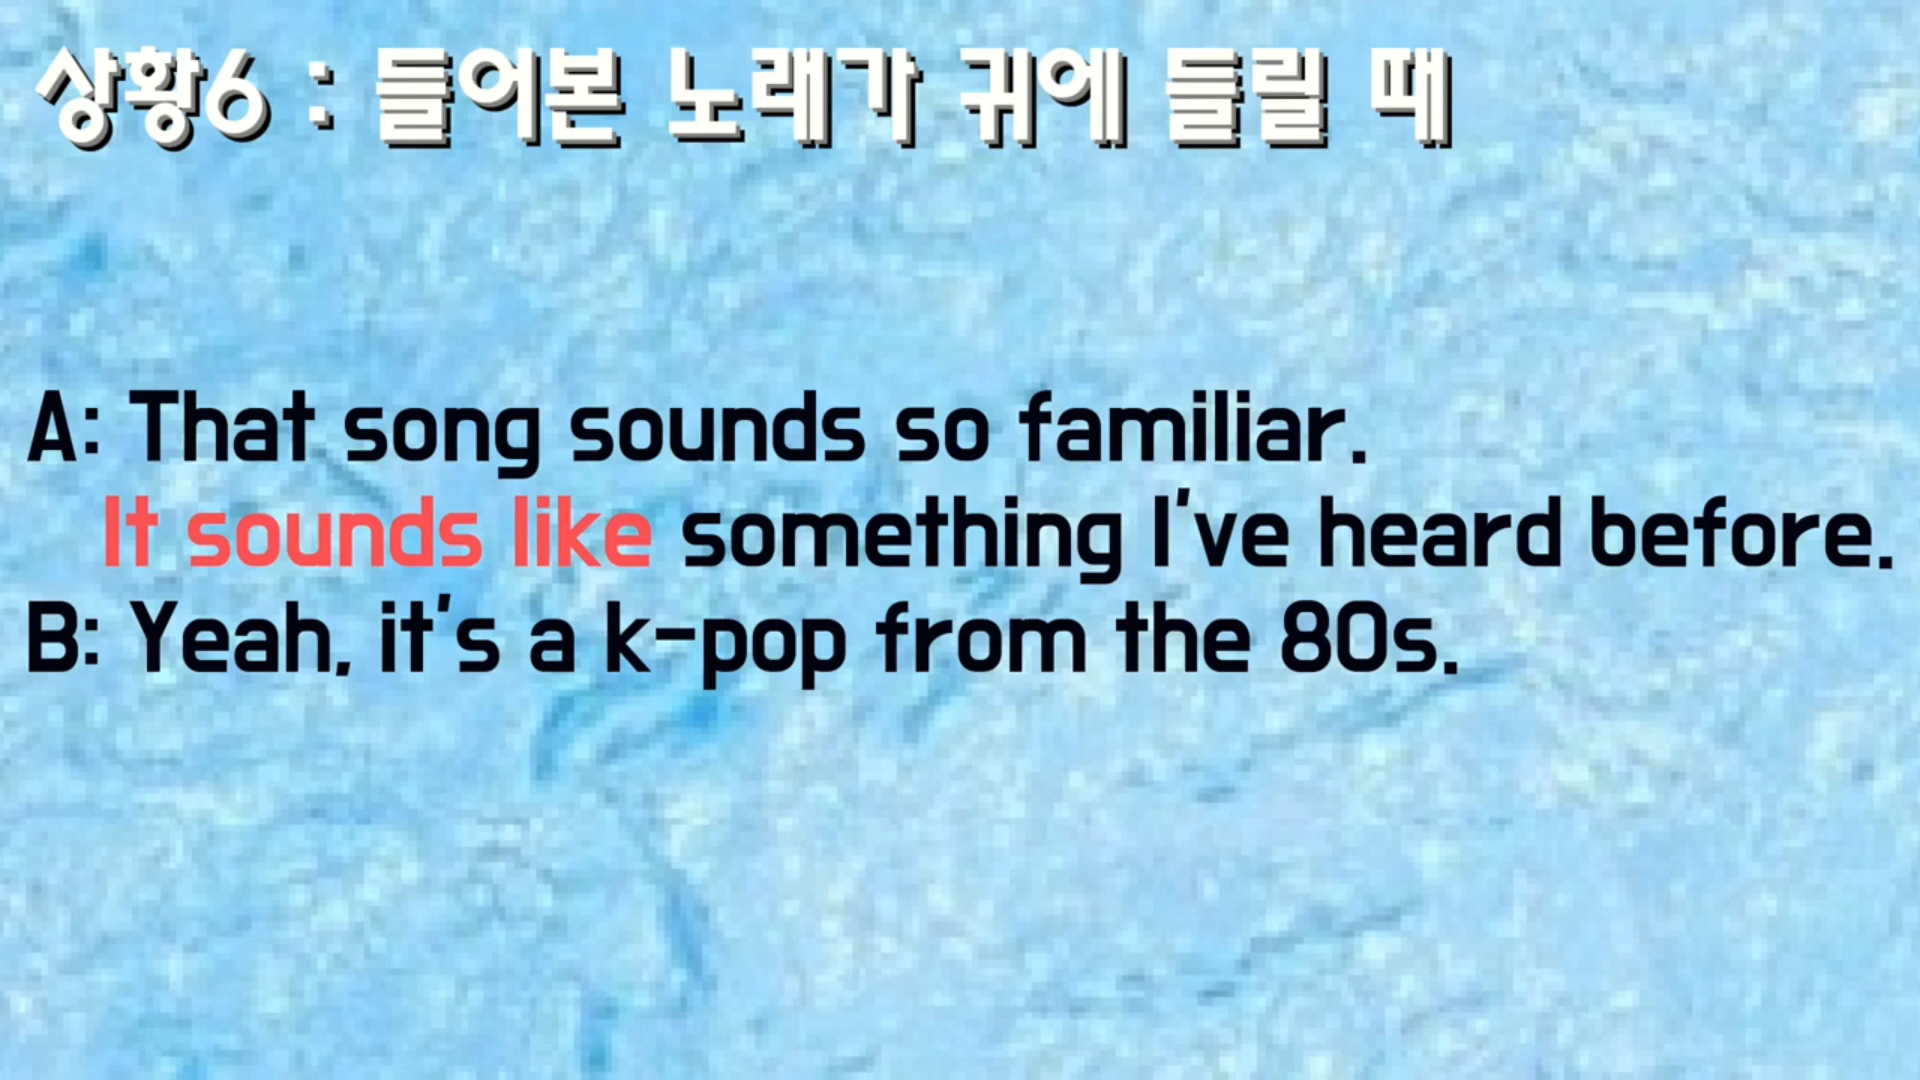 상황6 : 들어본 노래가 귀에 들릴 때
A: That song sounds so familiar.
It sounds like something I've heard before.
B: Yeah, it's a k-pop from the 80s.